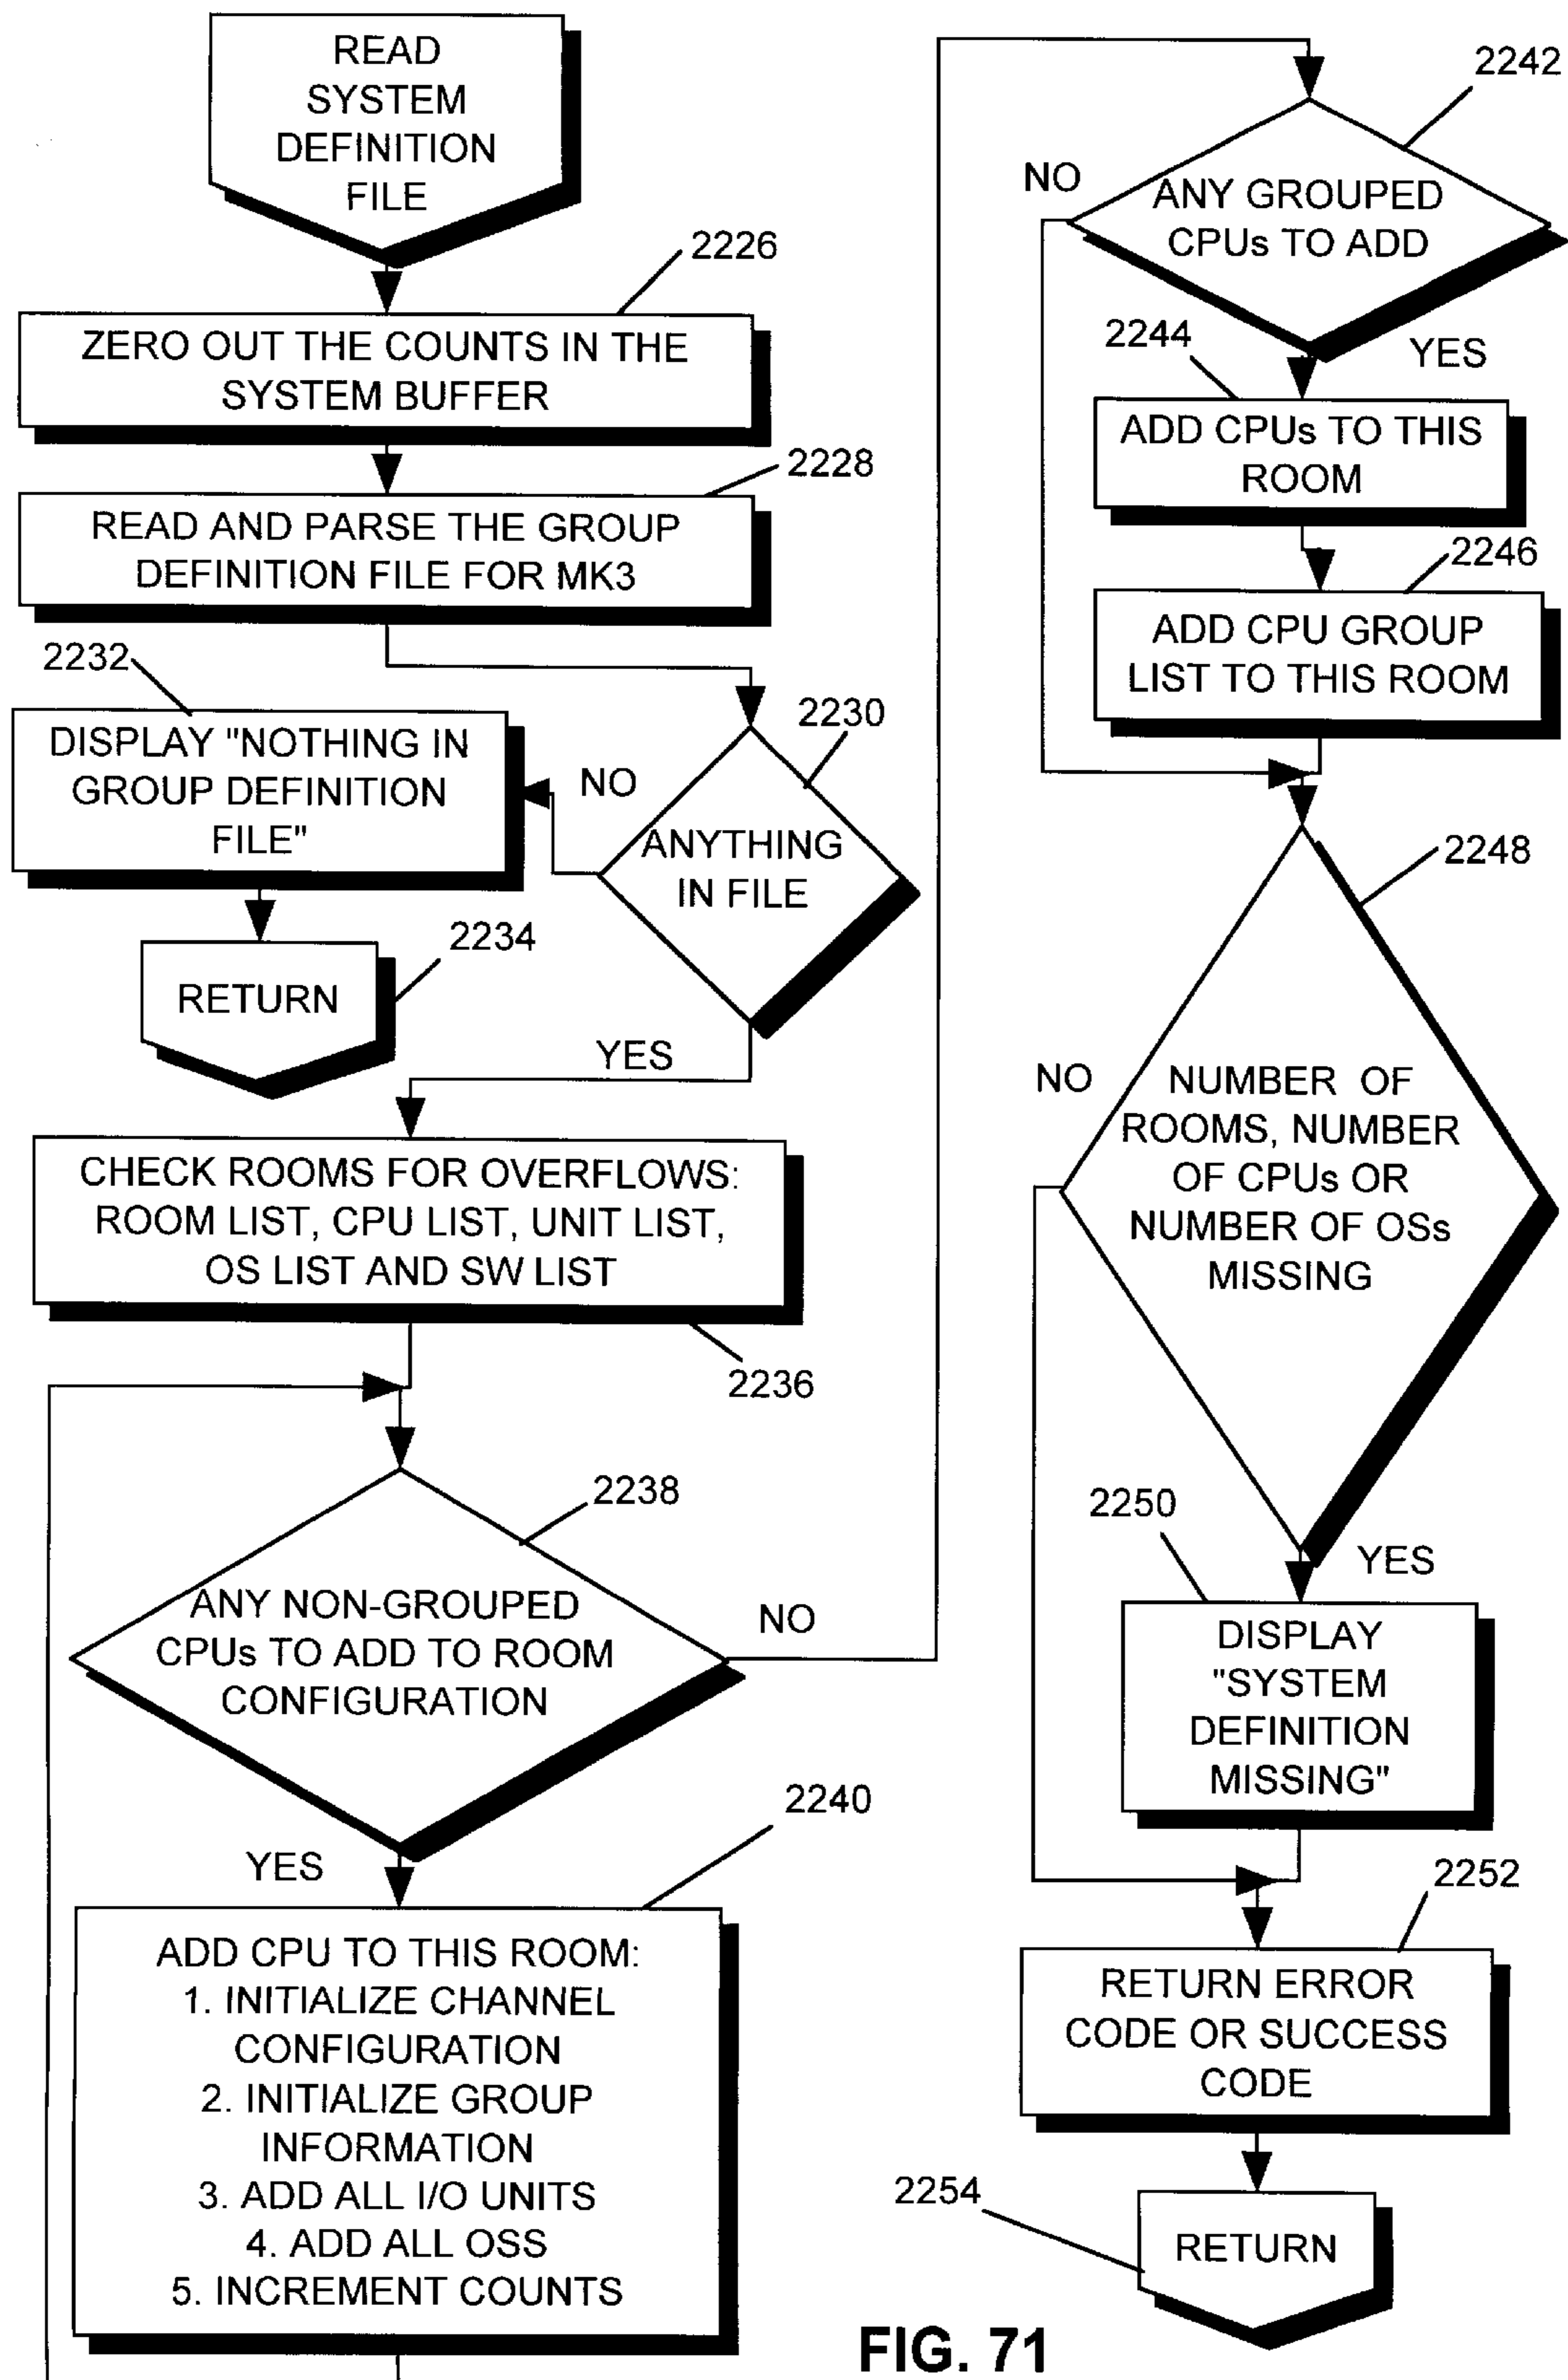 READ
SYSTEM
DEFINITION
FILE
2226
ZERO OUT THE COUNTS IN THE
SYSTEM BUFFER
2228
READ AND PARSE THE GROUP
DEFINITION FILE FOR MK3
2232
DISPLAY "NOTHING IN
GROUP DEFINITION
FILE"
NO
2230
ANYTHING
IN FILE
2234
RETURN
YES
CHECK ROOMS FOR OVERFLOWS:
ROOM LIST, CPU LIST, UNIT LIST,
OS LIST AND SW LIST
2236
2238
ANY NON-GROUPED
CPUs TO ADD TO ROOM
CONFIGURATION
NO
YES
2240
ADD CPU TO THIS ROOM:
1. INITIALIZE CHANNEL
CONFIGURATION
2. INITIALIZE GROUP
INFORMATION
3. ADD ALL I/O UNITS
4. ADD ALL OSS
5. INCREMENT COUNTS
2242
NO
ANY GROUPED
CPUs TO ADD
2244
YES
ADD CPUs TO THIS
ROOM
2246
ADD CPU GROUP
LIST TO THIS ROOM
2248
NO
NUMBER OF
ROOMS, NUMBER
OF CPUs OR
NUMBER OF OSs
MISSING
2250
YES
DISPLAY
"SYSTEM
DEFINITION
MISSING"
2252
RETURN ERROR
CODE OR SUCCESS
CODE
2254
RETURN
FIG. 71